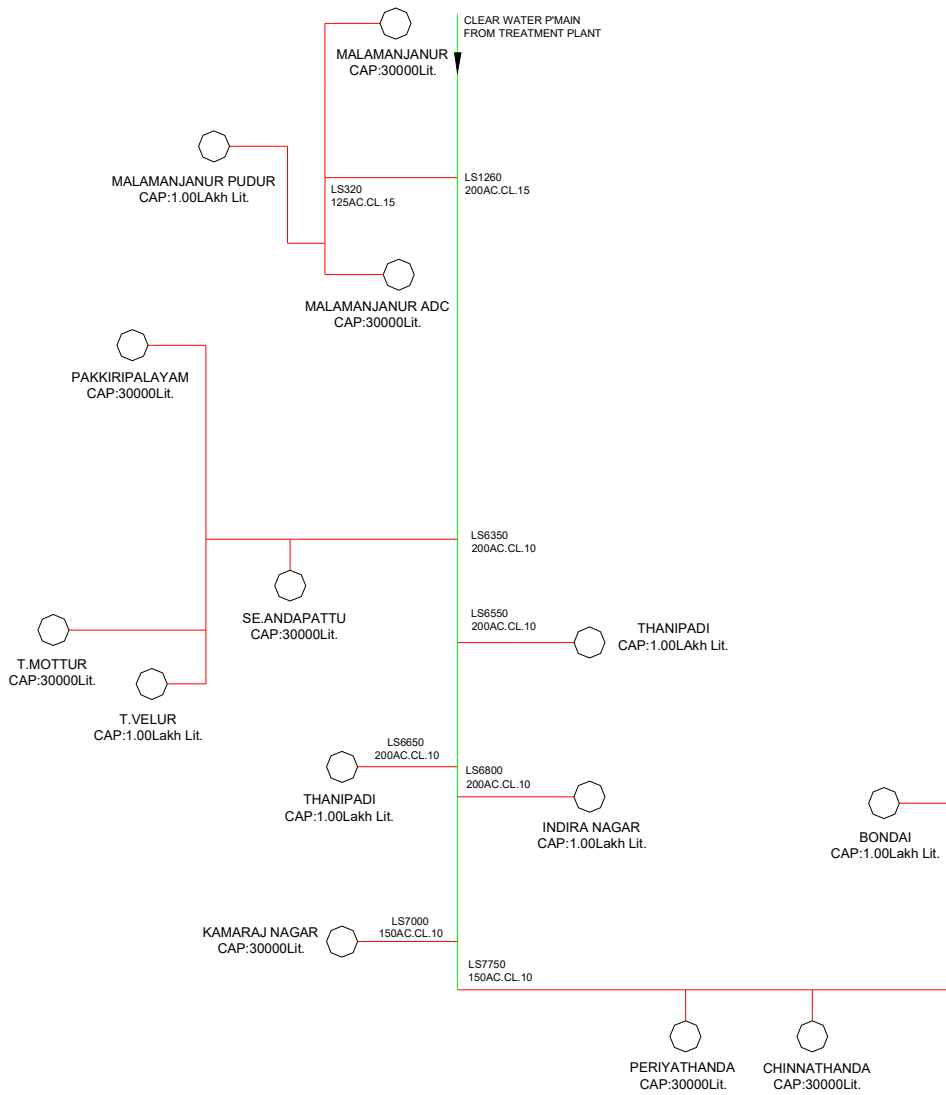 CLEAR WATER P'MAIN
FROM TREATMENT PLANT
MALAMANJANUR
CAP:30000Lit.
MALAMANJANUR PUDUR
CAP:1.00LAkh Lit.
LS320
125AC.CL.15
LS1260
200AC.CL.15
MALAMANJANUR ADC
CAP:30000Lit.
PAKKIRIPALAYAM
CAP:30000Lit.
LS6350
200AC.CL.10
SE.ANDAPATTU
CAP:30000Lit.
LS6550
200AC.CL.10
THANIPADI
CAP:1.00LAkh Lit.
T.MOTTUR
CAP:30000Lit.
T.VELUR
CAP:1.00Lakh Lit.
LS6650
200AC.CL.10
LS6800
200AC.CL.10
THANIPADI
CAP:1.00Lakh Lit.
INDIRA NAGAR
CAP:1.00Lakh Lit.
BONDAI
CAP:1.00Lakh Lit.
KAMARAJ NAGAR
CAP:30000Lit.
LS7000
150AC.CL.10
LS7750
150AC.CL.10
PERIYATHANDA
CAP:30000Lit.
CHINNATHANDA
CAP:30000Lit.